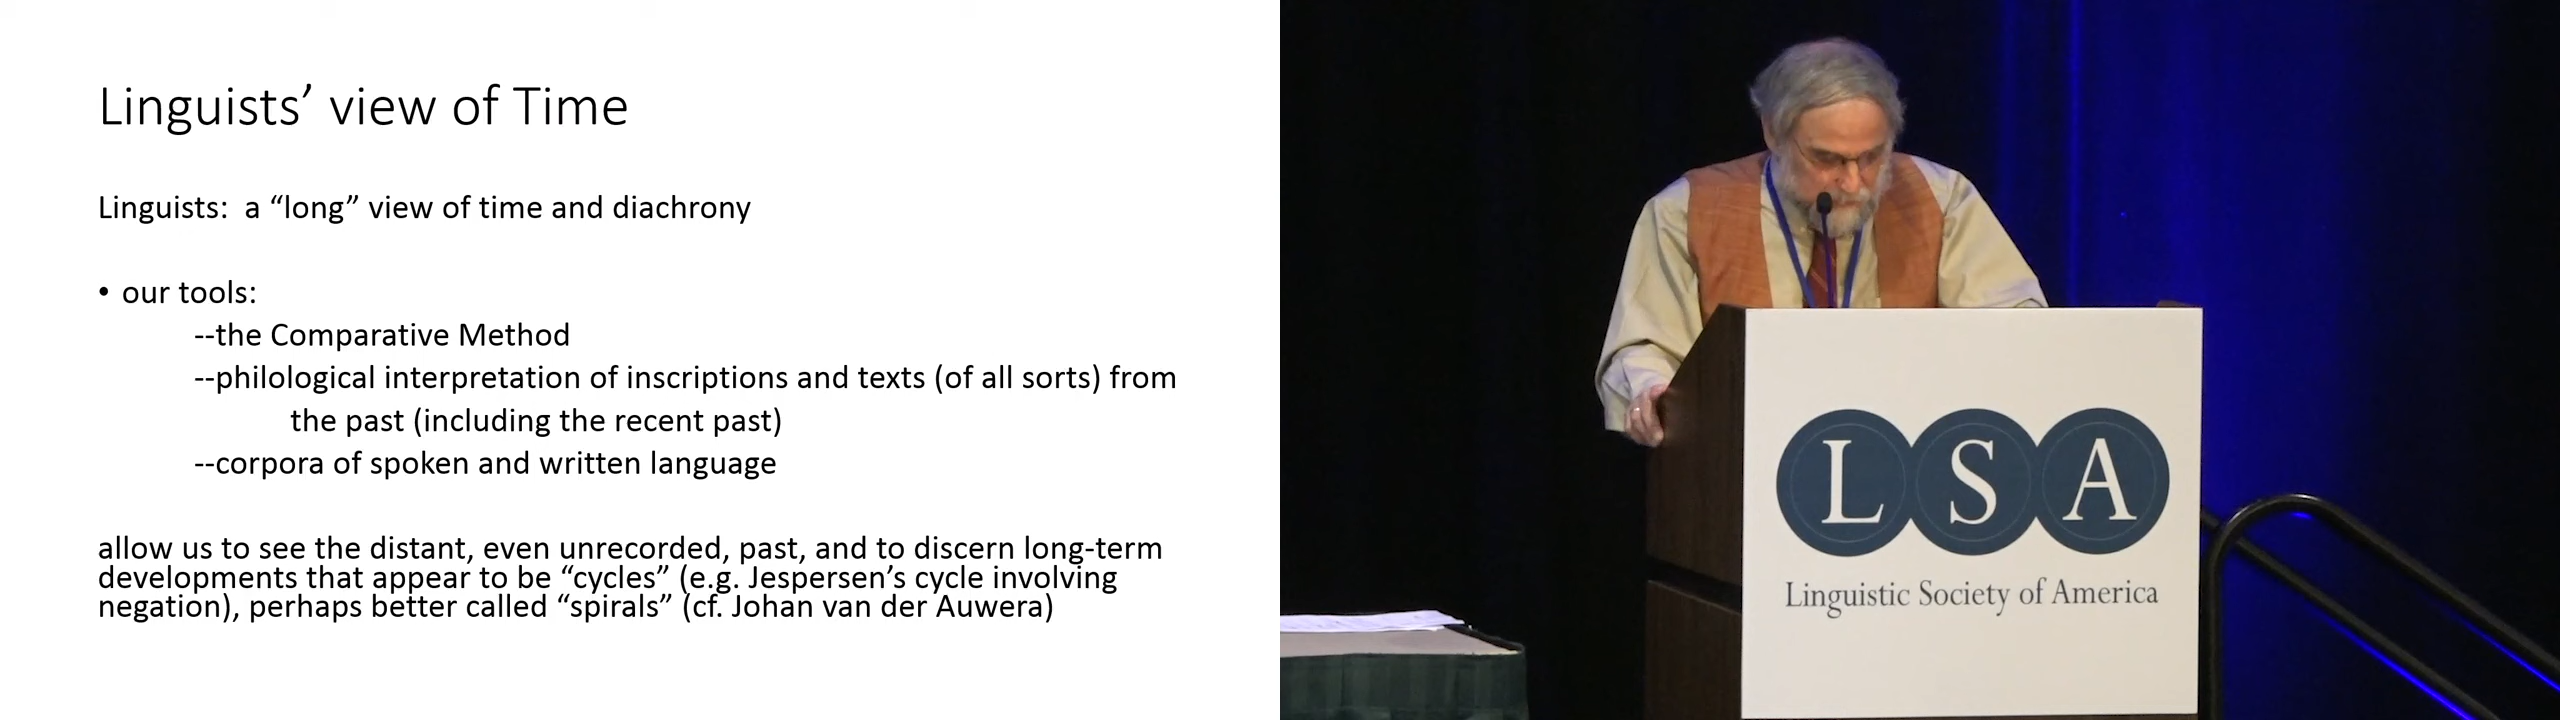 Linguists’ view of Time
Linguists:  a “long” view of time and diachrony
• our tools:
--the Comparative Method
--philological interpretation of inscriptions and texts (of all sorts) from
the past (including the recent past)
--corpora of spoken and written language
allow us to see the distant, even unrecorded, past, and to discern long-term
developments that appear to be “cycles” (e.g. Jespersen’s cycle involving
negation), perhaps better called “spirals” (cf. Johan van der Auwera)
L S A
Linguistic Society of America